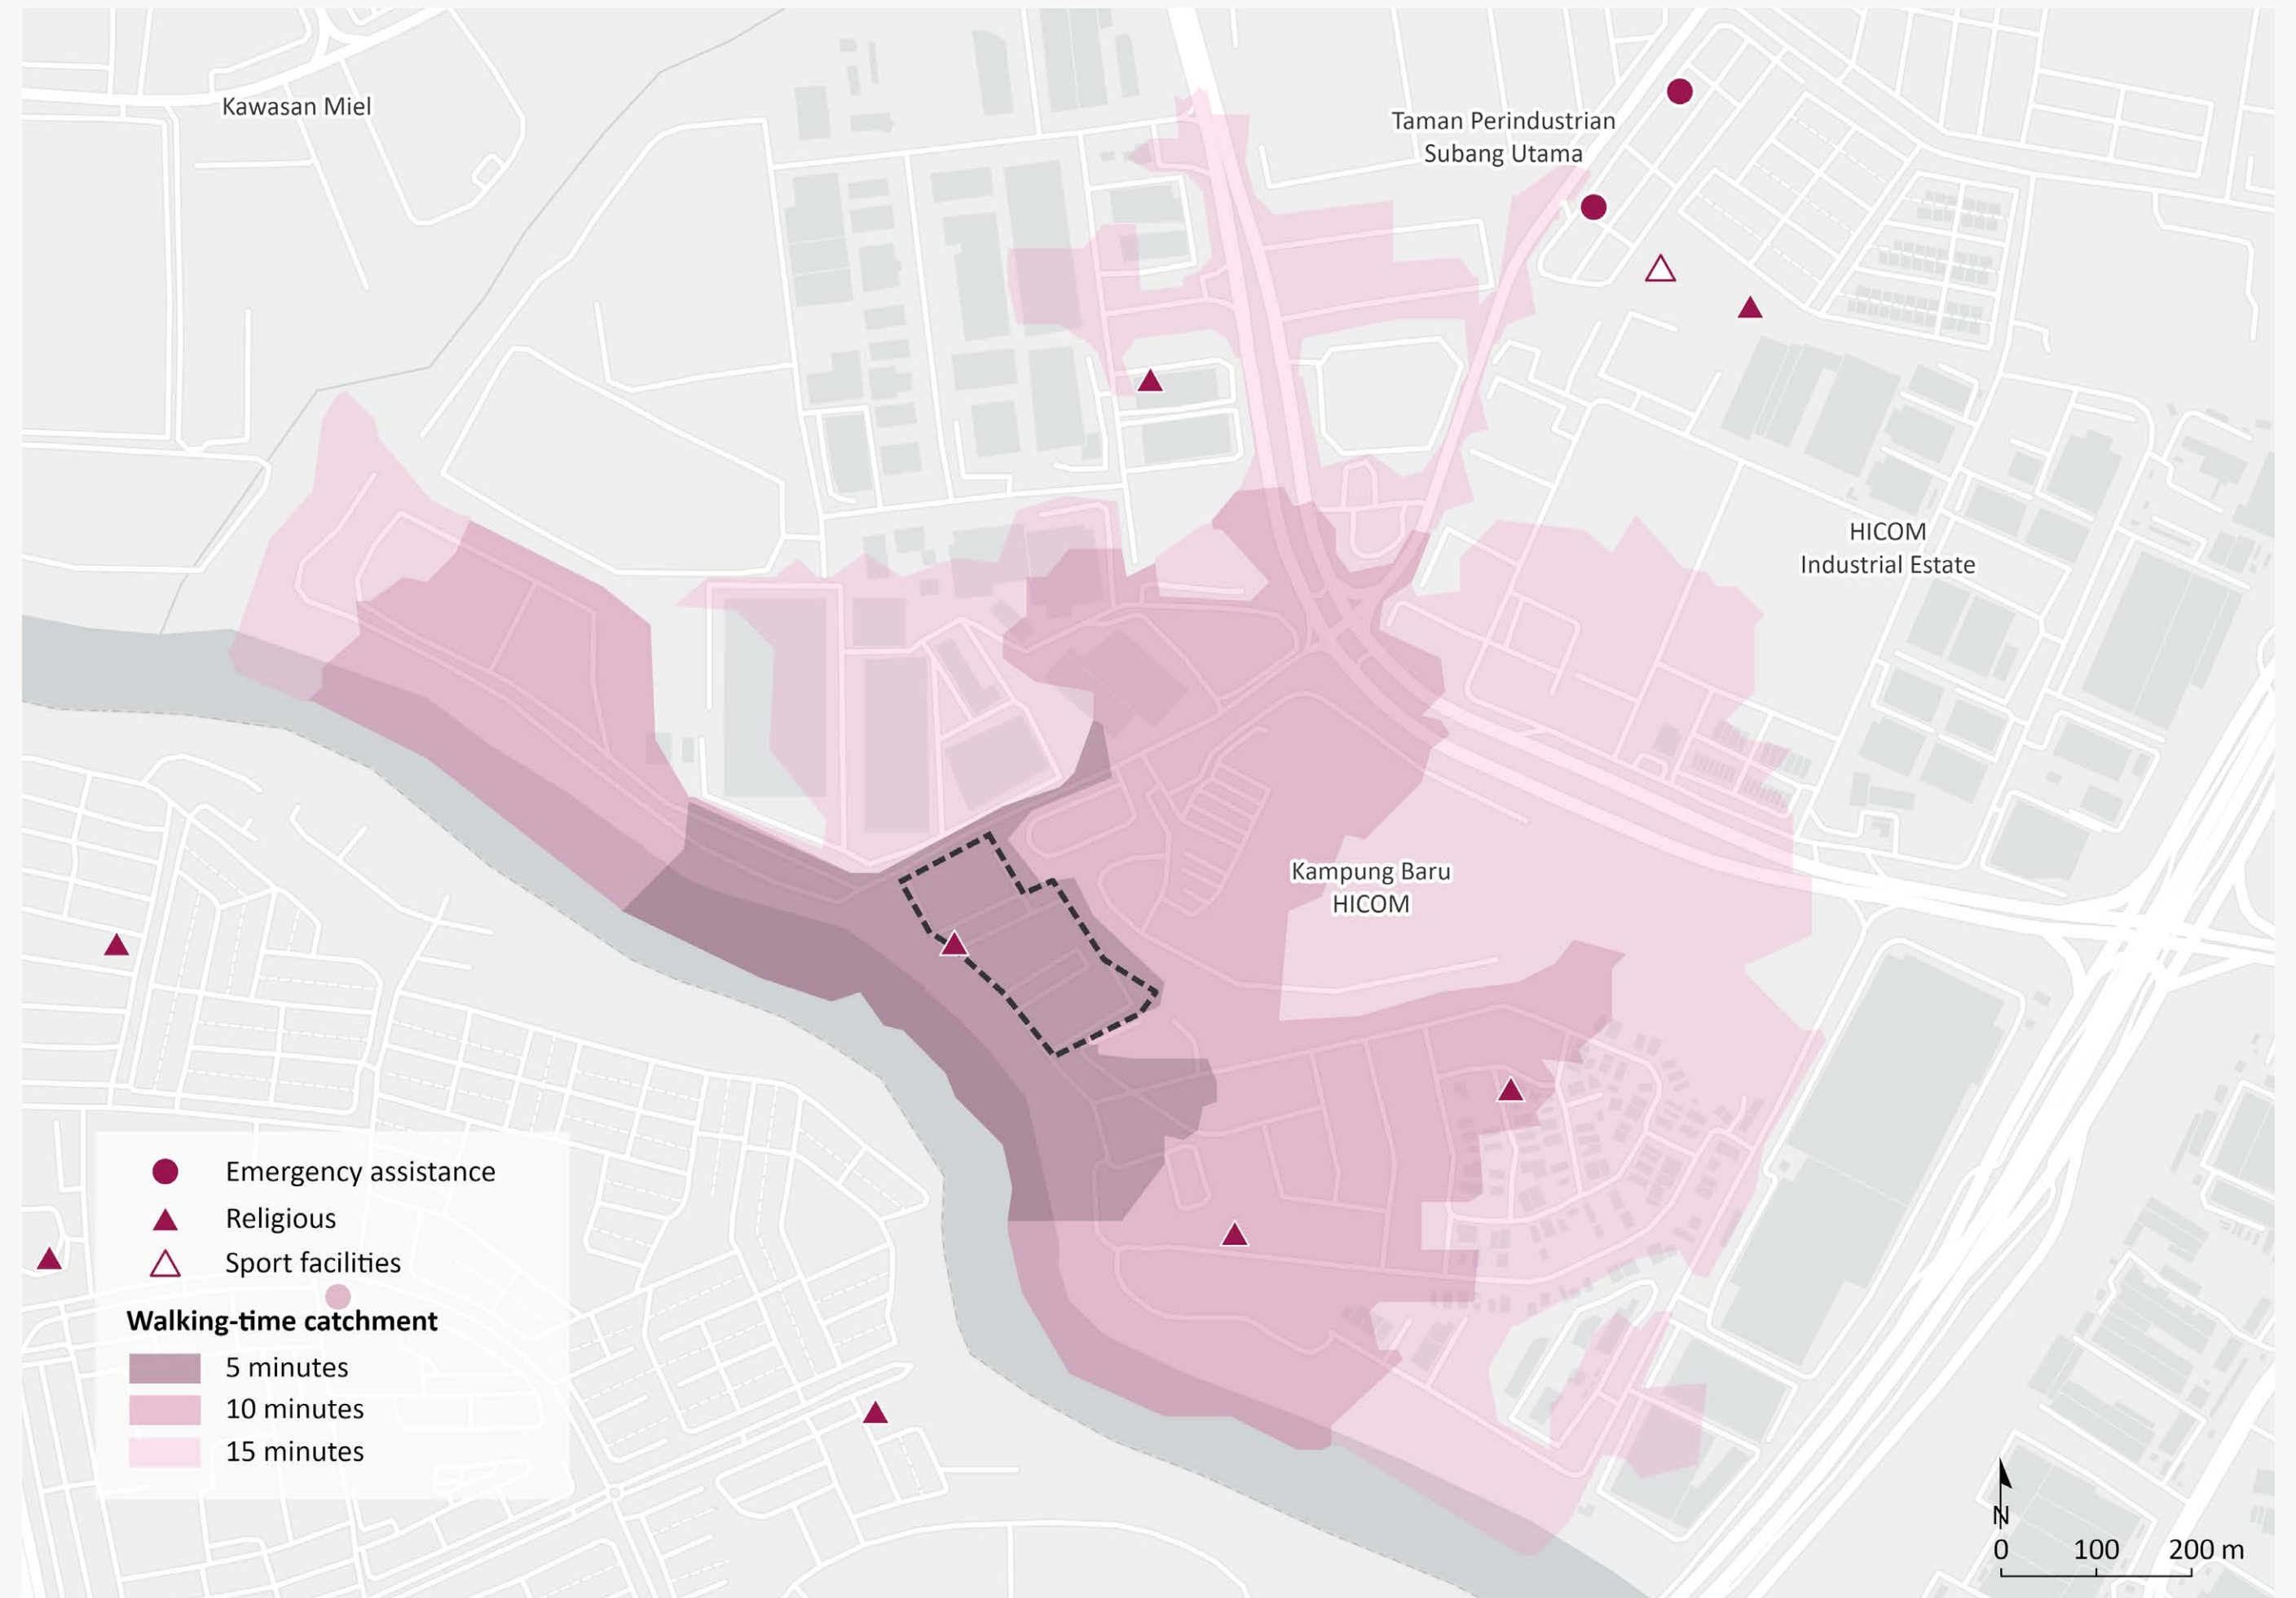 Kawasan Miel
Taman Perindustrian
Subang Utama
HICOM
Industrial Estate
Kampung Baru
HICOM
Emergency assistance
Religious
Sport facilities
Walking-time catchment
5 minutes
10 minutes
15 minutes
N
0 100 200 m